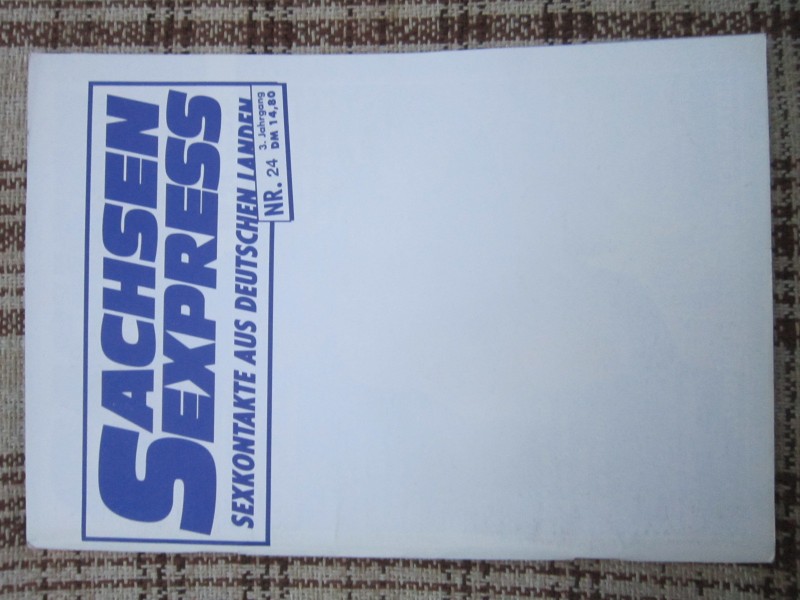 SACHSEN
SEXPRESS
SEXKONTAKTE AUS DEUTSCHEN LANDEN
NR. 24
3. Jahrgang
DM 14,80